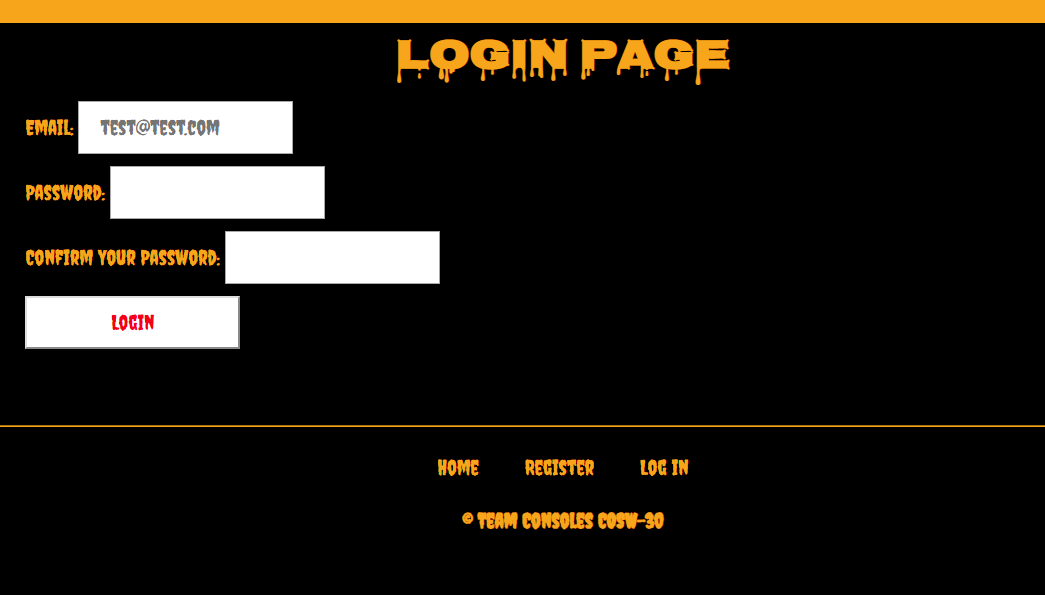 LOGIN PAGE
EMAIL: TEST@TEST.COM
PASSWORD:
CONFIRM YOUR PASSWORD:
LOGIN
HOME REGISTER LOG IN
© TEAM CONSOLES COSW-30